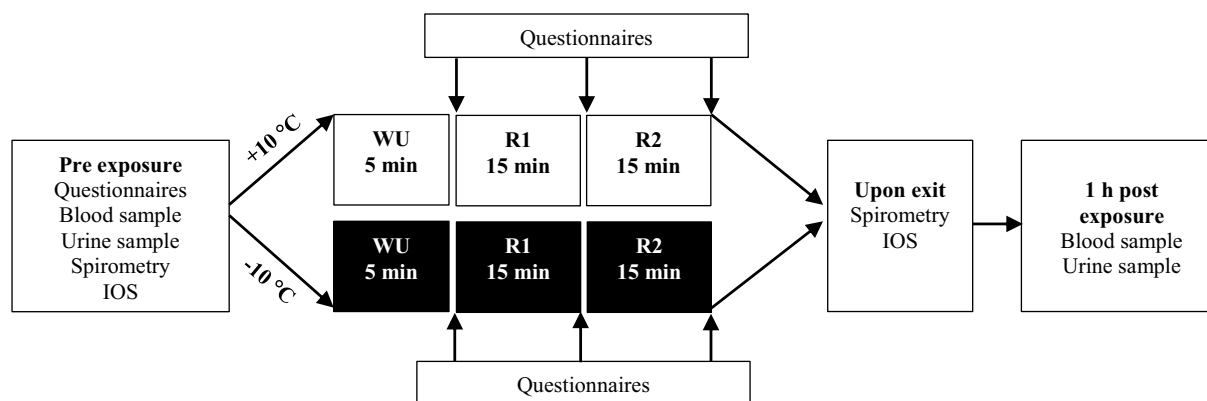 Questionnaires
Pre exposure
Questionnaires
Blood sample
Urine sample
Spirometry
IOS
+10 °C
-10 °C
WU
5 min
R1
15 min
R2
15 min
WU
5 min
R1
15 min
R2
15 min
Questionnaires
Upon exit
Spirometry
IOS
1 h post
exposure
Blood sample
Urine sample